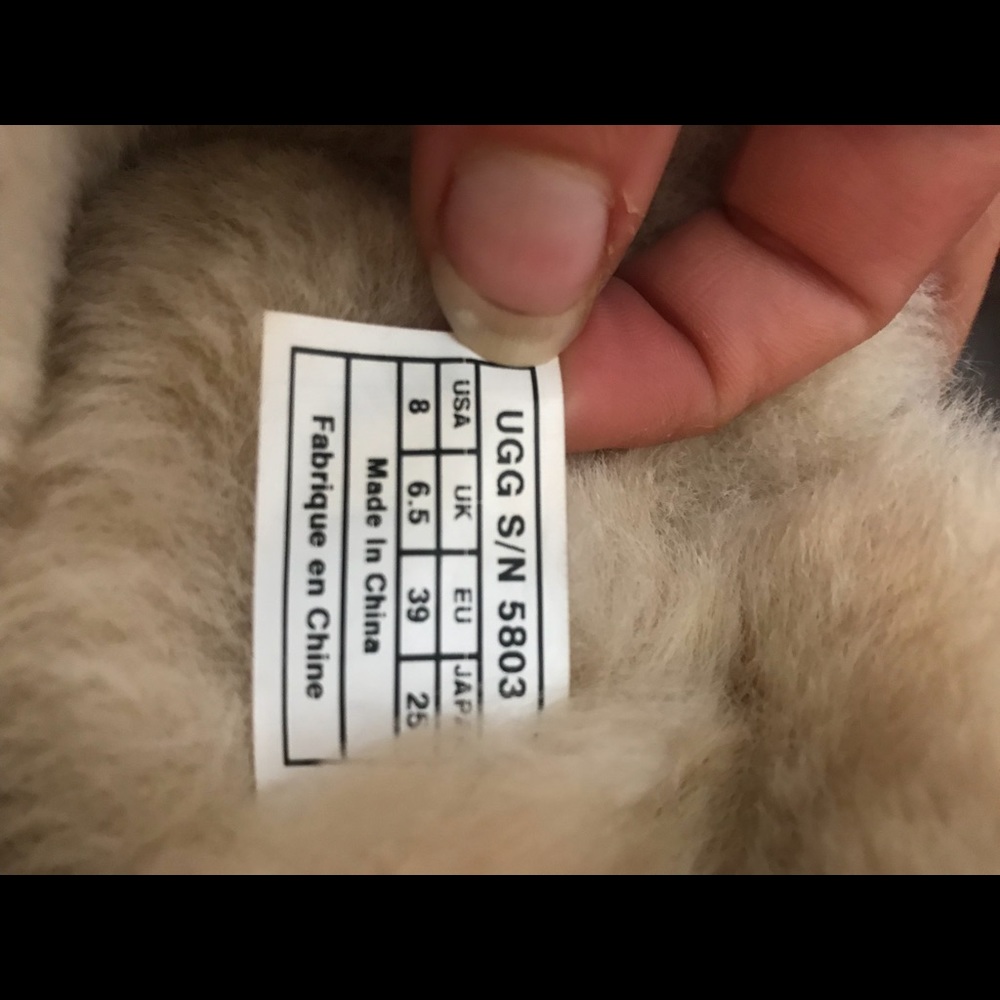 UGG S/N 5803
USA UK EU
8 6.5 39
Made In China
Fabrique en Chine